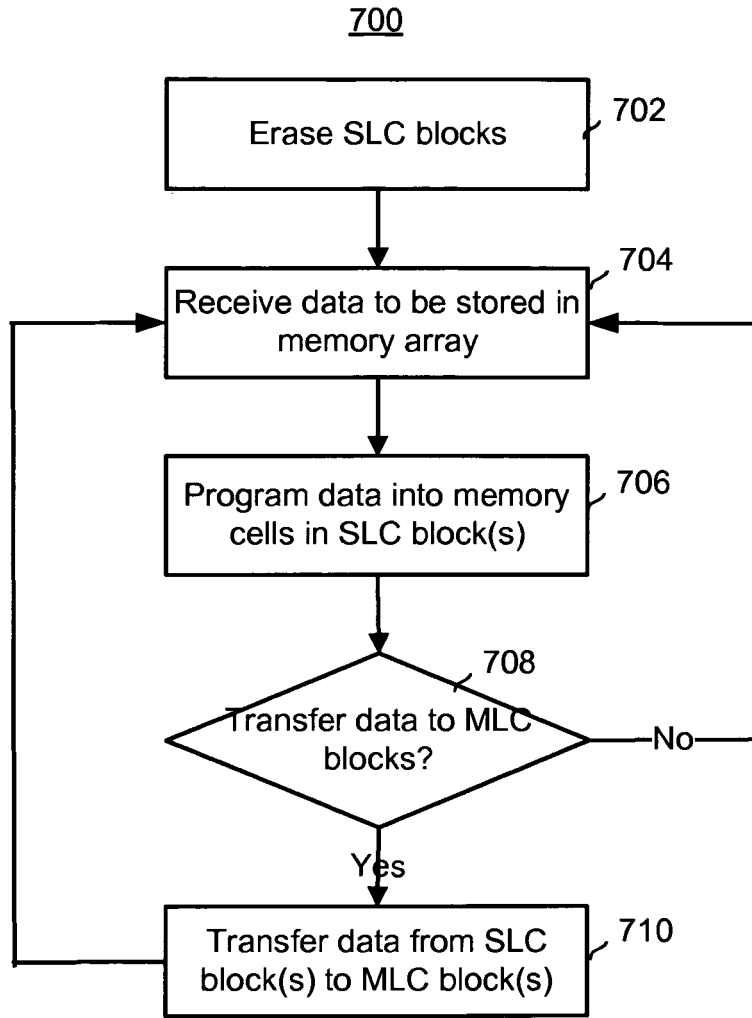 700
Erase SLC blocks
702
704
Receive data to be stored in
memory array
Program data into memory
cells in SLC block(s)
706
708
Transfer data to MLC
blocks?
No
Yes
Transfer data from SLC
block(s) to MLC block(s)
710